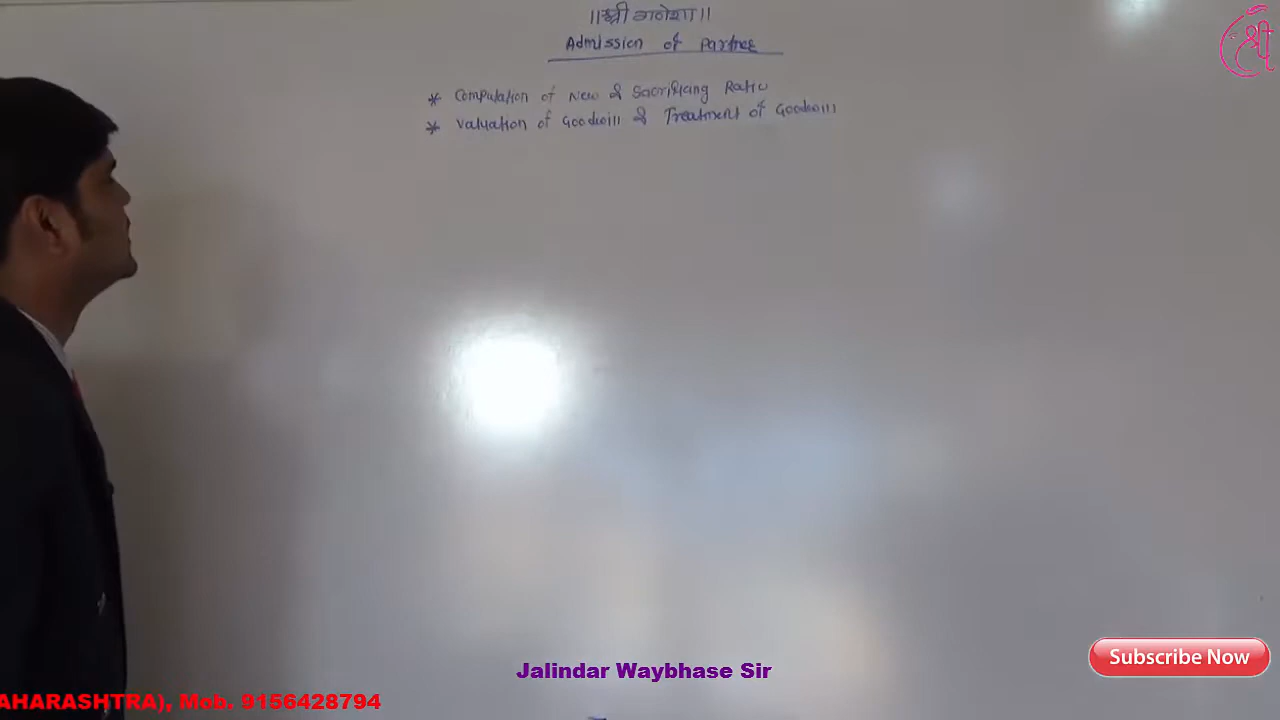 ॥श्री गणेशा॥
श्री
Admission of Partner
* Computation of New & Sacrificing Ratio
* Valuation of Goodwill & Treatment of Goodwill
Jalindar Waybhase Sir
Subscribe Now
AHARASHTRA), Mob. 9156428794